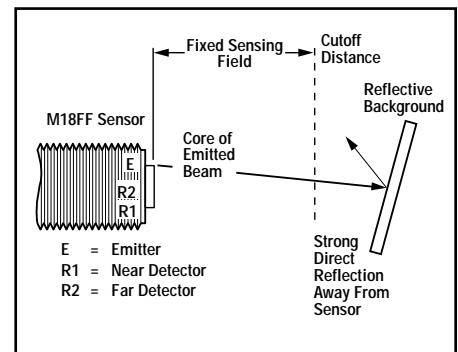 Fixed Sensing
Field
Cutoff
Distance
Reflective
Background
M18FF Sensor
Core of
Emitted
Beam
E
R2
R1
E = Emitter
R1 = Near Detector
R2 = Far Detector
Strong
Direct
Reflection
Away From
Sensor